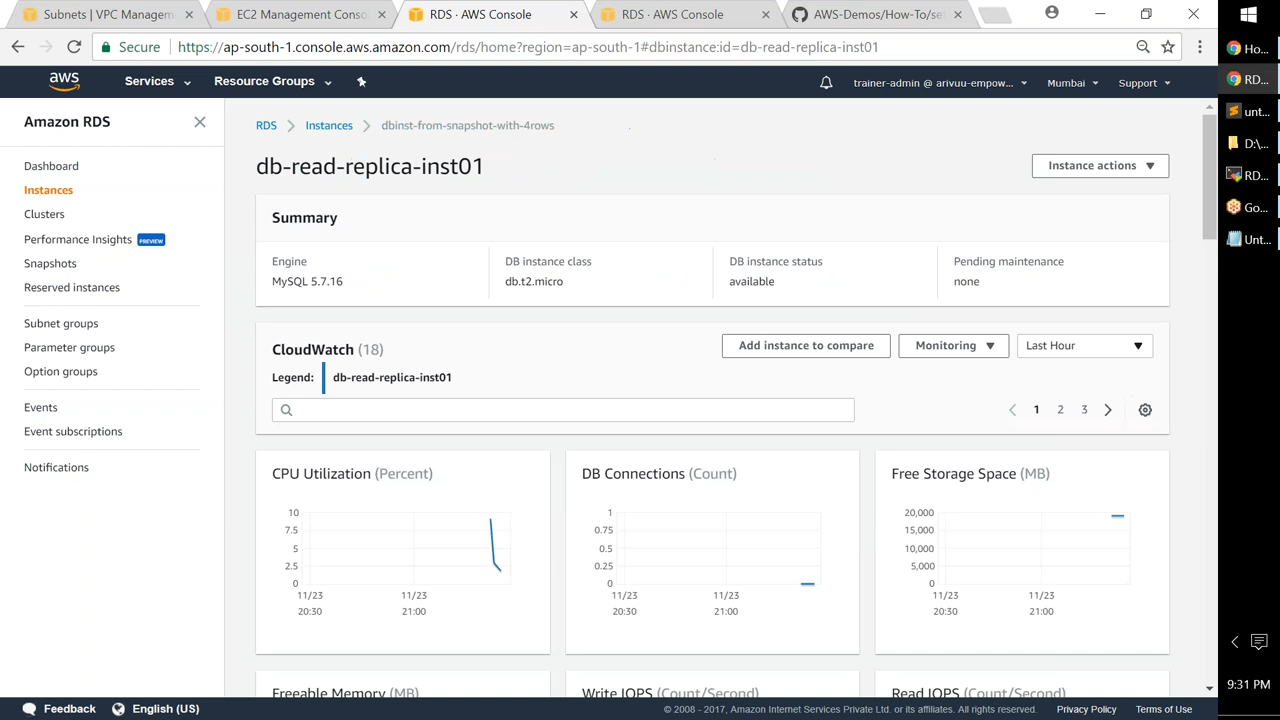 Subnets | VPC Managem
EC2 Management Conso
RDS · AWS Console
RDS · AWS Console
AWS-Demos/How-To/set
Secure
https://ap-south-1.console.aws.amazon.com/rds/home?region=ap-south-1#dbinstance:id=db-read-replica-inst01
aws
Services
Resource Groups
trainer-admin @ arivuu-empow...
Mumbai
Support
Amazon RDS
Dashboard
Instances
Clusters
Performance Insights PREVIEW
Snapshots
Reserved instances
Subnet groups
Parameter groups
Option groups
Events
Event subscriptions
Notifications
RDS
Instances
dbinst-from-snapshot-with-4rows
db-read-replica-inst01
Instance actions
Summary
Engine
MySQL 5.7.16
DB instance class
db.t2.micro
DB instance status
available
Pending maintenance
none
CloudWatch (18)
Add instance to compare
Monitoring
Last Hour
Legend:
db-read-replica-inst01
1 2 3
CPU Utilization (Percent)
10
7.5
5
2.5
0
11/23
20:30
11/23
21:00
DB Connections (Count)
1
0.75
0.5
0.25
0
11/23
20:30
11/23
21:00
Free Storage Space (MB)
20,000
15,000
10,000
5,000
0
11/23
20:30
11/23
21:00
Freeable Memory (MB)
Write IOPS (Count/Second)
Read IOPS (Count/Second)
Feedback
English (US)
© 2008 - 2017, Amazon Internet Services Private Ltd. or its affiliates. All rights reserved.
Privacy Policy
Terms of Use
Ho...
RD...
unt...
D:\...
RD...
Go...
Unt...
9:31 PM